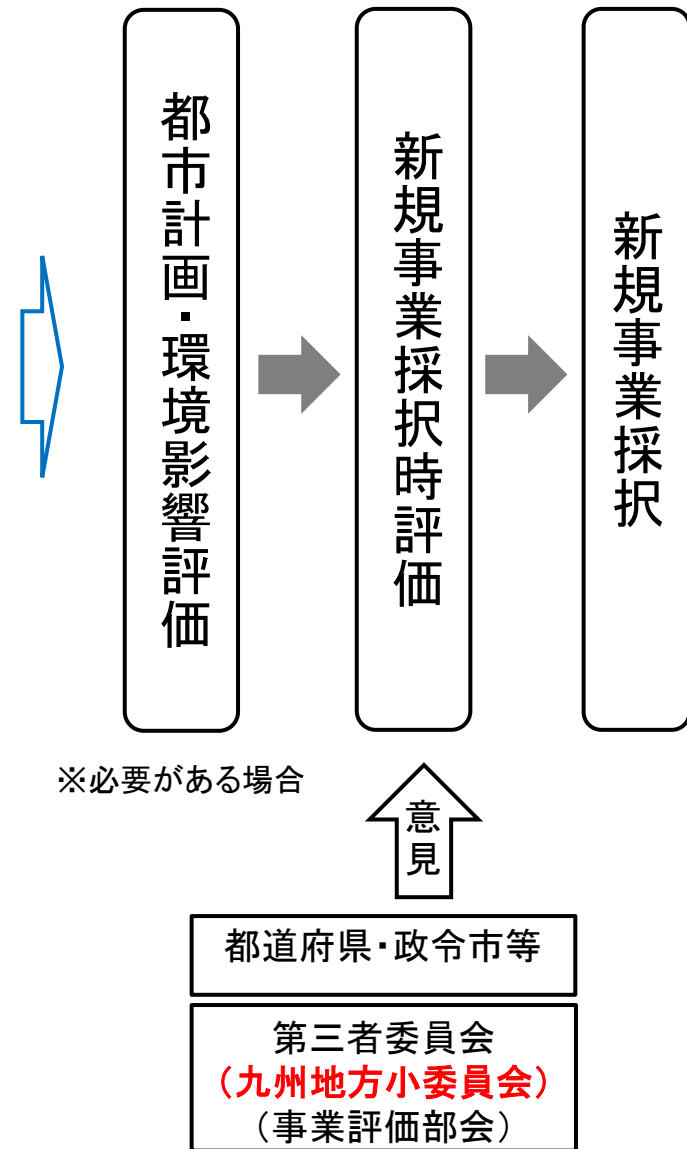 都市計画・環境影響評価
新規事業採択時評価
新規事業採択
※必要がある場合
意見
都道府県・政令市等
第三者委員会
（九州地方小委員会）
（事業評価部会）